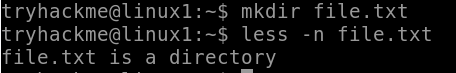 tryhackme@linux1:~$ mkdir file.txt
tryhackme@linux1:~$ less -n file.txt
file.txt is a directory